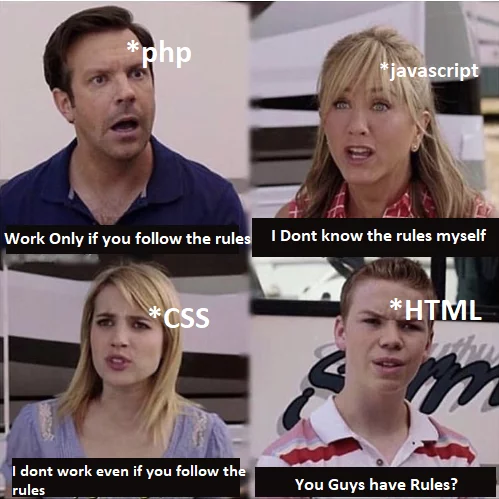 *php
Work Only if you follow the rules
*javascript
I Dont know the rules myself
*CSS
I dont work even if you follow the
rules
*HTML
You Guys have Rules?